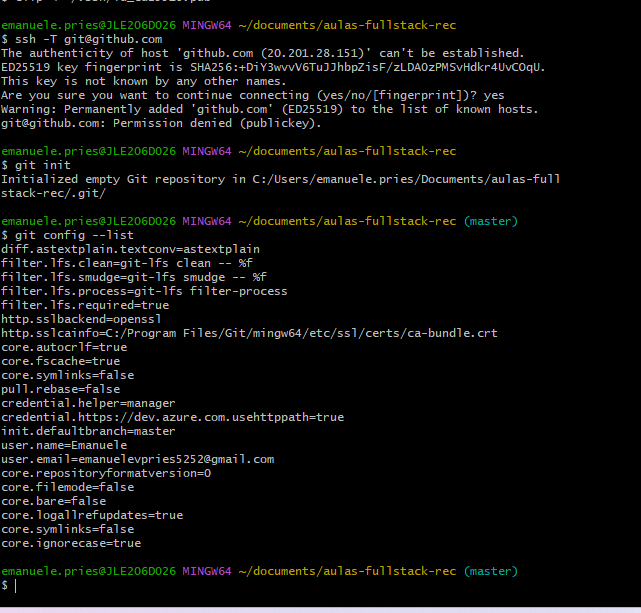 emanuele.pries@JLE206D026 MINGW64 ~/documents/aulas-fullstack-rec
$ ssh -T git@github.com
The authenticity of host 'github.com (20.201.28.151)' can't be established.
ED25519 key fingerprint is SHA256:+DiY3wvvV6TuJJhbpZisF/zLDA0zPMSvHdkr4UvCOqU.
This key is not known by any other names.
Are you sure you want to continue connecting (yes/no/[fingerprint])? yes
Warning: Permanently added 'github.com' (ED25519) to the list of known hosts.
git@github.com: Permission denied (publickey).
emanuele.pries@JLE206D026 MINGW64 ~/documents/aulas-fullstack-rec
$ git init
Initialized empty Git repository in C:/Users/emanuele.pries/Documents/aulas-full
stack-rec/.git/
emanuele.pries@JLE206D026 MINGW64 ~/documents/aulas-fullstack-rec (master)
$ git config --list
diff.astextplain.textconv=astextplain
filter.lfs.clean=git-lfs clean -- %f
filter.lfs.smudge=git-lfs smudge -- %f
filter.lfs.process=git-lfs filter-process
filter.lfs.required=true
http.sslbackend=openssl
http.sslcainfo=C:/Program Files/Git/mingw64/etc/ssl/certs/ca-bundle.crt
core.autocrlf=true
core.fscache=true
core.symlinks=false
pull.rebase=false
credential.helper=manager
credential.https://dev.azure.com.usehttppath=true
init.defaultbranch=master
user.name=Emanuele
user.email=emanuelevpries5252@gmail.com
core.repositoryformatversion=0
core.filemode=false
core.bare=false
core.logallrefupdates=true
core.symlinks=false
core.ignorecase=true
emanuele.pries@JLE206D026 MINGW64 ~/documents/aulas-fullstack-rec (master)
$